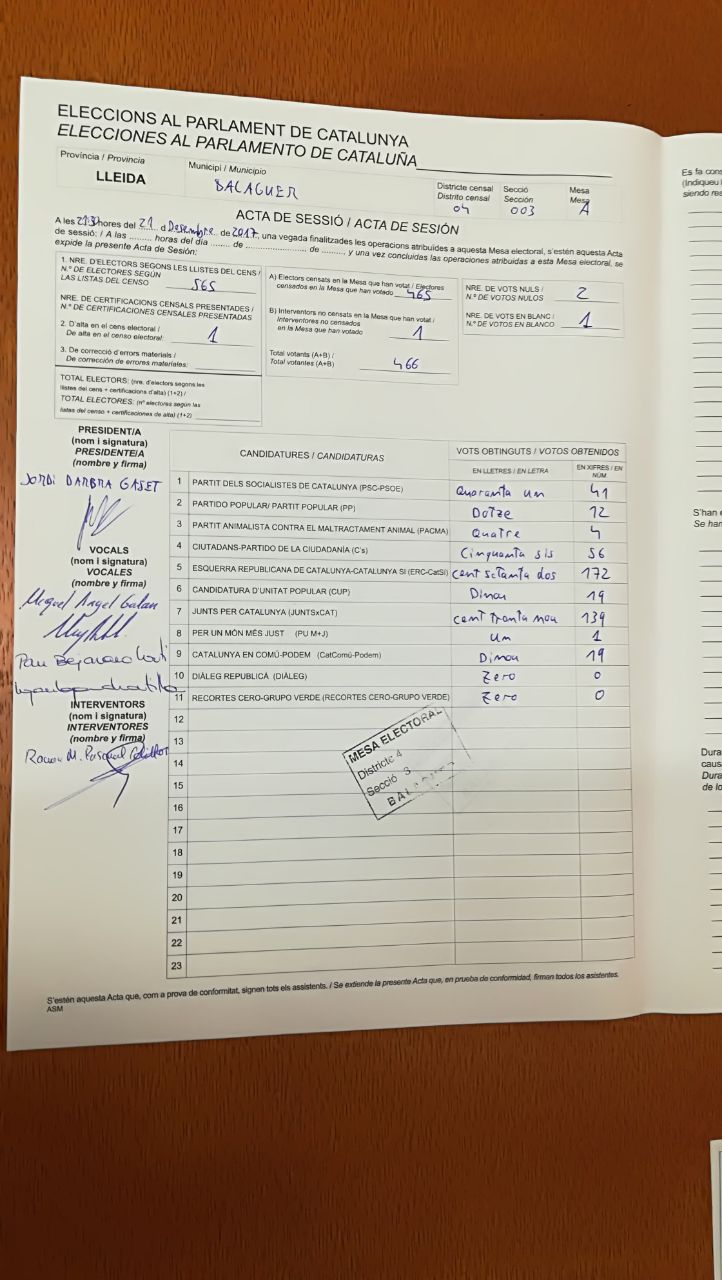 ELECCIONS AL PARLAMENT DE CATALUNYA
ELECCIONES AL PARLAMENTO DE CATALUÑA
Província / Provincia
LLEIDA
Municipi / Municipio
BALAGUER
Districte censal
Distrito censal
04
Secció
Sección
003
Mesa
Mesa
A
ACTA DE SESSIÓ / ACTA DE SESIÓN
A les 21:37 hores del 21 d Desembre de 2017, una vegada finalitzades les operacions atribuïdes a aquesta Mesa electoral, s'estén aquesta Acta
de sessió: / A las ......... horas del día ....... de ......................... de ......... y una vez concluidas las operaciones atribuidas a esta Mesa electoral, se
expide la presente Acta de Sesión:
1. NRE. D'ELECTORS SEGONS LES LLISTES DEL CENS /
N.º DE ELECTORES SEGÚN
LAS LISTAS DEL CENSO 565
NRE. DE CERTIFICACIONS CENSALS PRESENTADES /
N.º DE CERTIFICACIONES CENSALES PRESENTADAS
2. D'alta en el cens electoral /
De alta en el censo electoral: 1
3. De correcció d'errors materials /
De corrección de errores materiales:
TOTAL ELECTORS: (nre. d'electors segons les
llistes del cens + certificacions d'alta) (1+2) /
TOTAL ELECTORES: (nº electores según las
listas del censo + certificaciones de alta) (1+2)
A) Electors censats en la Mesa que han votat / Electores
censados en la Mesa que han votado 465
B) Interventors no censats en la Mesa que han votat /
Interventores no censados
en la Mesa que han votado 1
Total votants (A+B) /
Total votantes (A+B) 466
NRE. DE VOTS NULS /
N.º DE VOTOS NULOS 2
NRE. DE VOTS EN BLANC /
N.º DE VOTOS EN BLANCO 1
PRESIDENT/A
(nom i signatura)
PRESIDENTE/A
(nombre y firma)
JORDI DARBRA GASET
VOCALS
VOCALES
(nombre y firma)
Miquel Angel Galan
Pau Bejarano
INTERVENTORS
(nom i signatura)
INTERVENTORES
(nombre y firma)
CANDIDATURES / CANDIDATURAS
VOTS OBTINGUTS / VOTOS OBTENIDOS
EN LLETRES / EN LETRA
EN XIFRES / EN
NÚM.
1 PARTIT DELS SOCIALISTES DE CATALUNYA (PSC-PSOE) Quaranta un 41
2 PARTIDO POPULAR/ PARTIT POPULAR (PP) Dotze 12
3 PARTIT ANIMALISTA CONTRA EL MALTRACTAMENT ANIMAL (PACMA) Quatre 4
4 CIUTADANS-PARTIDO DE LA CIUDADANÍA (C's) Cinquanta sis 56
5 ESQUERRA REPUBLICANA DE CATALUNYA-CATALUNYA SÍ (ERC-CatSí) cent setanta dos 172
6 CANDIDATURA D'UNITAT POPULAR (CUP) Dinou 19
7 JUNTS PER CATALUNYA (JUNTSxCAT) cent tranta nou 139
8 PER UN MÓN MÉS JUST (PU M+J) um 1
9 CATALUNYA EN COMÚ-PODEM (CatComú-Podem) Dinou 19
10 DIÀLEG REPUBLICÀ (DIÀLEG) Zero 0
11 RECORTES CERO-GRUPO VERDE (RECORTES CERO-GRUPO VERDE) Zero 0
12
13
14
15
16
17
18
19
20
21
22
23
MESA ELECTORAL
Districte 4
Secció 3
S'estén aquesta Acta que, com a prova de conformitat, signen tots els assistents. / Se extiende la presente Acta que, en prueba de conformidad, firman todos los asistentes.
ASM
Es fa cons
(Indiqueu
siendo res
S'han e
Se han
Dura
caus
Dura
de lo